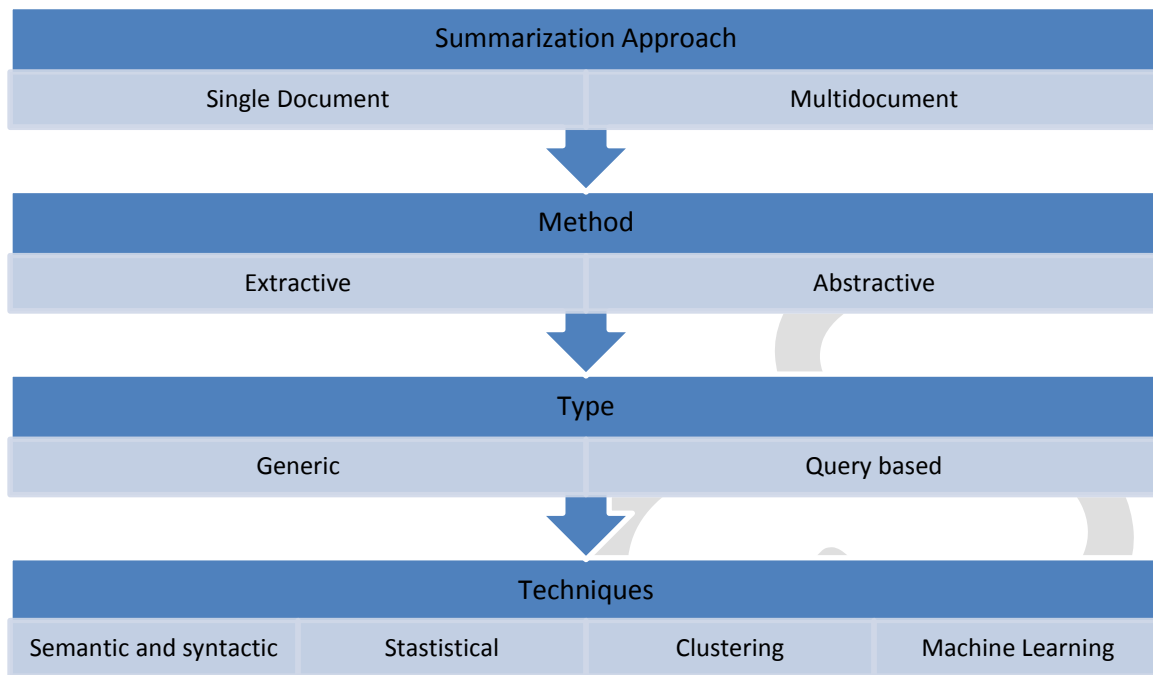 Summarization Approach
Single Document Multidocument
Method
Extractive Abstractive
Type
Generic Query based
Techniques
Semantic and syntactic Stastistical Clustering Machine Learning